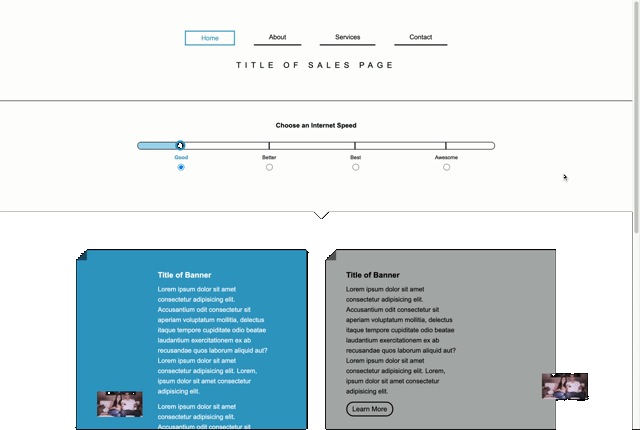 Home
About
Services
Contact
TITLE OF SALES PAGE
Choose an Internet Speed
Good
Better
Best
Awesome
Title of Banner
Lorem ipsum dolor sit amet
consectetur adipisicing elit.
Accusantium odit consectetur sit
aperiam voluptatum mollitia, delectus
itaque tempore cupiditate odio beatae
laudantium exercitationem ex ab
recusandae quos laborum aliquid aut?
Lorem ipsum dolor sit amet
consectetur adipisicing elit. Lorem,
ipsum dolor sit amet consectetur
adipisicing elit.
Lorem ipsum dolor sit amet
consectetur adipisicing elit.
Accusantium odit consectetur sit
Title of Banner
Lorem ipsum dolor sit amet
consectetur adipisicing elit.
Accusantium odit consectetur sit
aperiam voluptatum mollitia, delectus
itaque tempore cupiditate odio beatae
laudantium exercitationem ex ab
recusandae quos laborum aliquid aut?
Lorem ipsum dolor sit amet
consectetur adipisicing elit. Lorem,
ipsum dolor sit amet consectetur
adipisicing elit.
Learn More